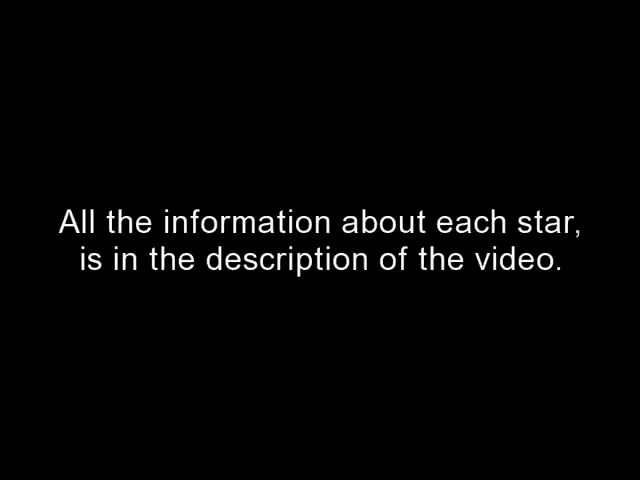 All the information about each star,
is in the description of the video.